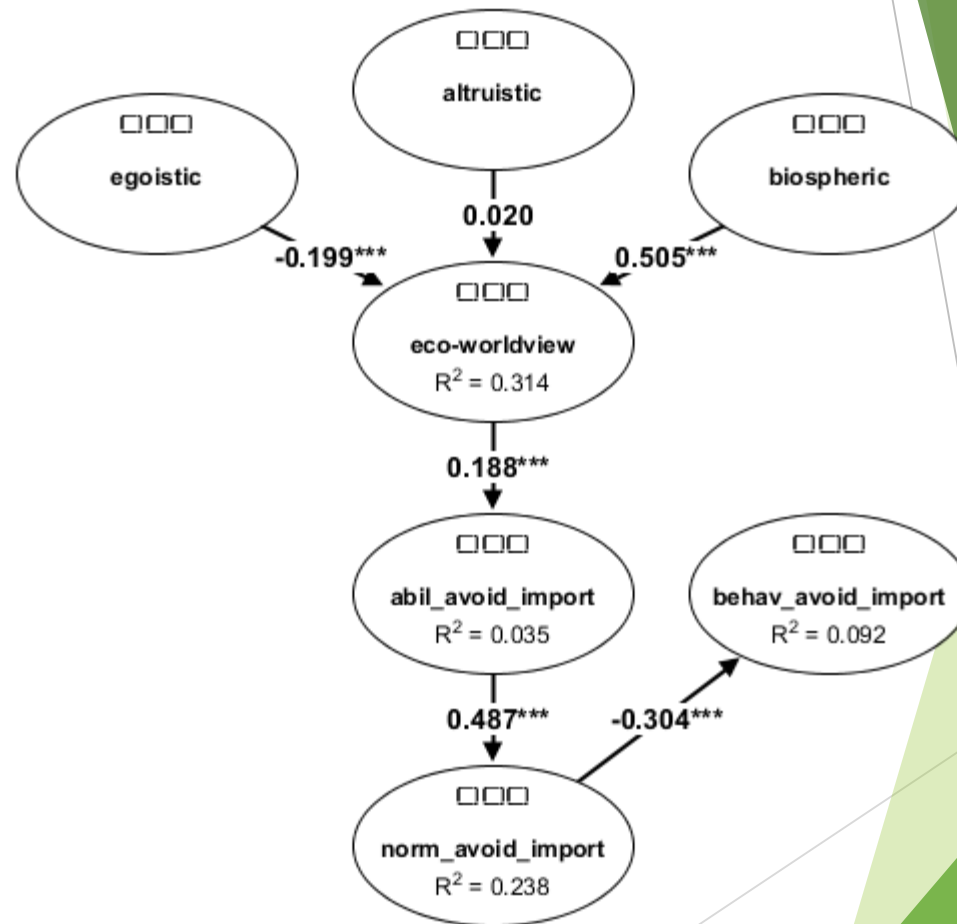 altruistic
egoistic
biospheric
0.020
-0.199***
0.505***
eco-worldview
R² = 0.314
0.188***
abil_avoid_import
R² = 0.035
behav_avoid_import
R² = 0.092
0.487***
-0.304***
norm_avoid_import
R² = 0.238